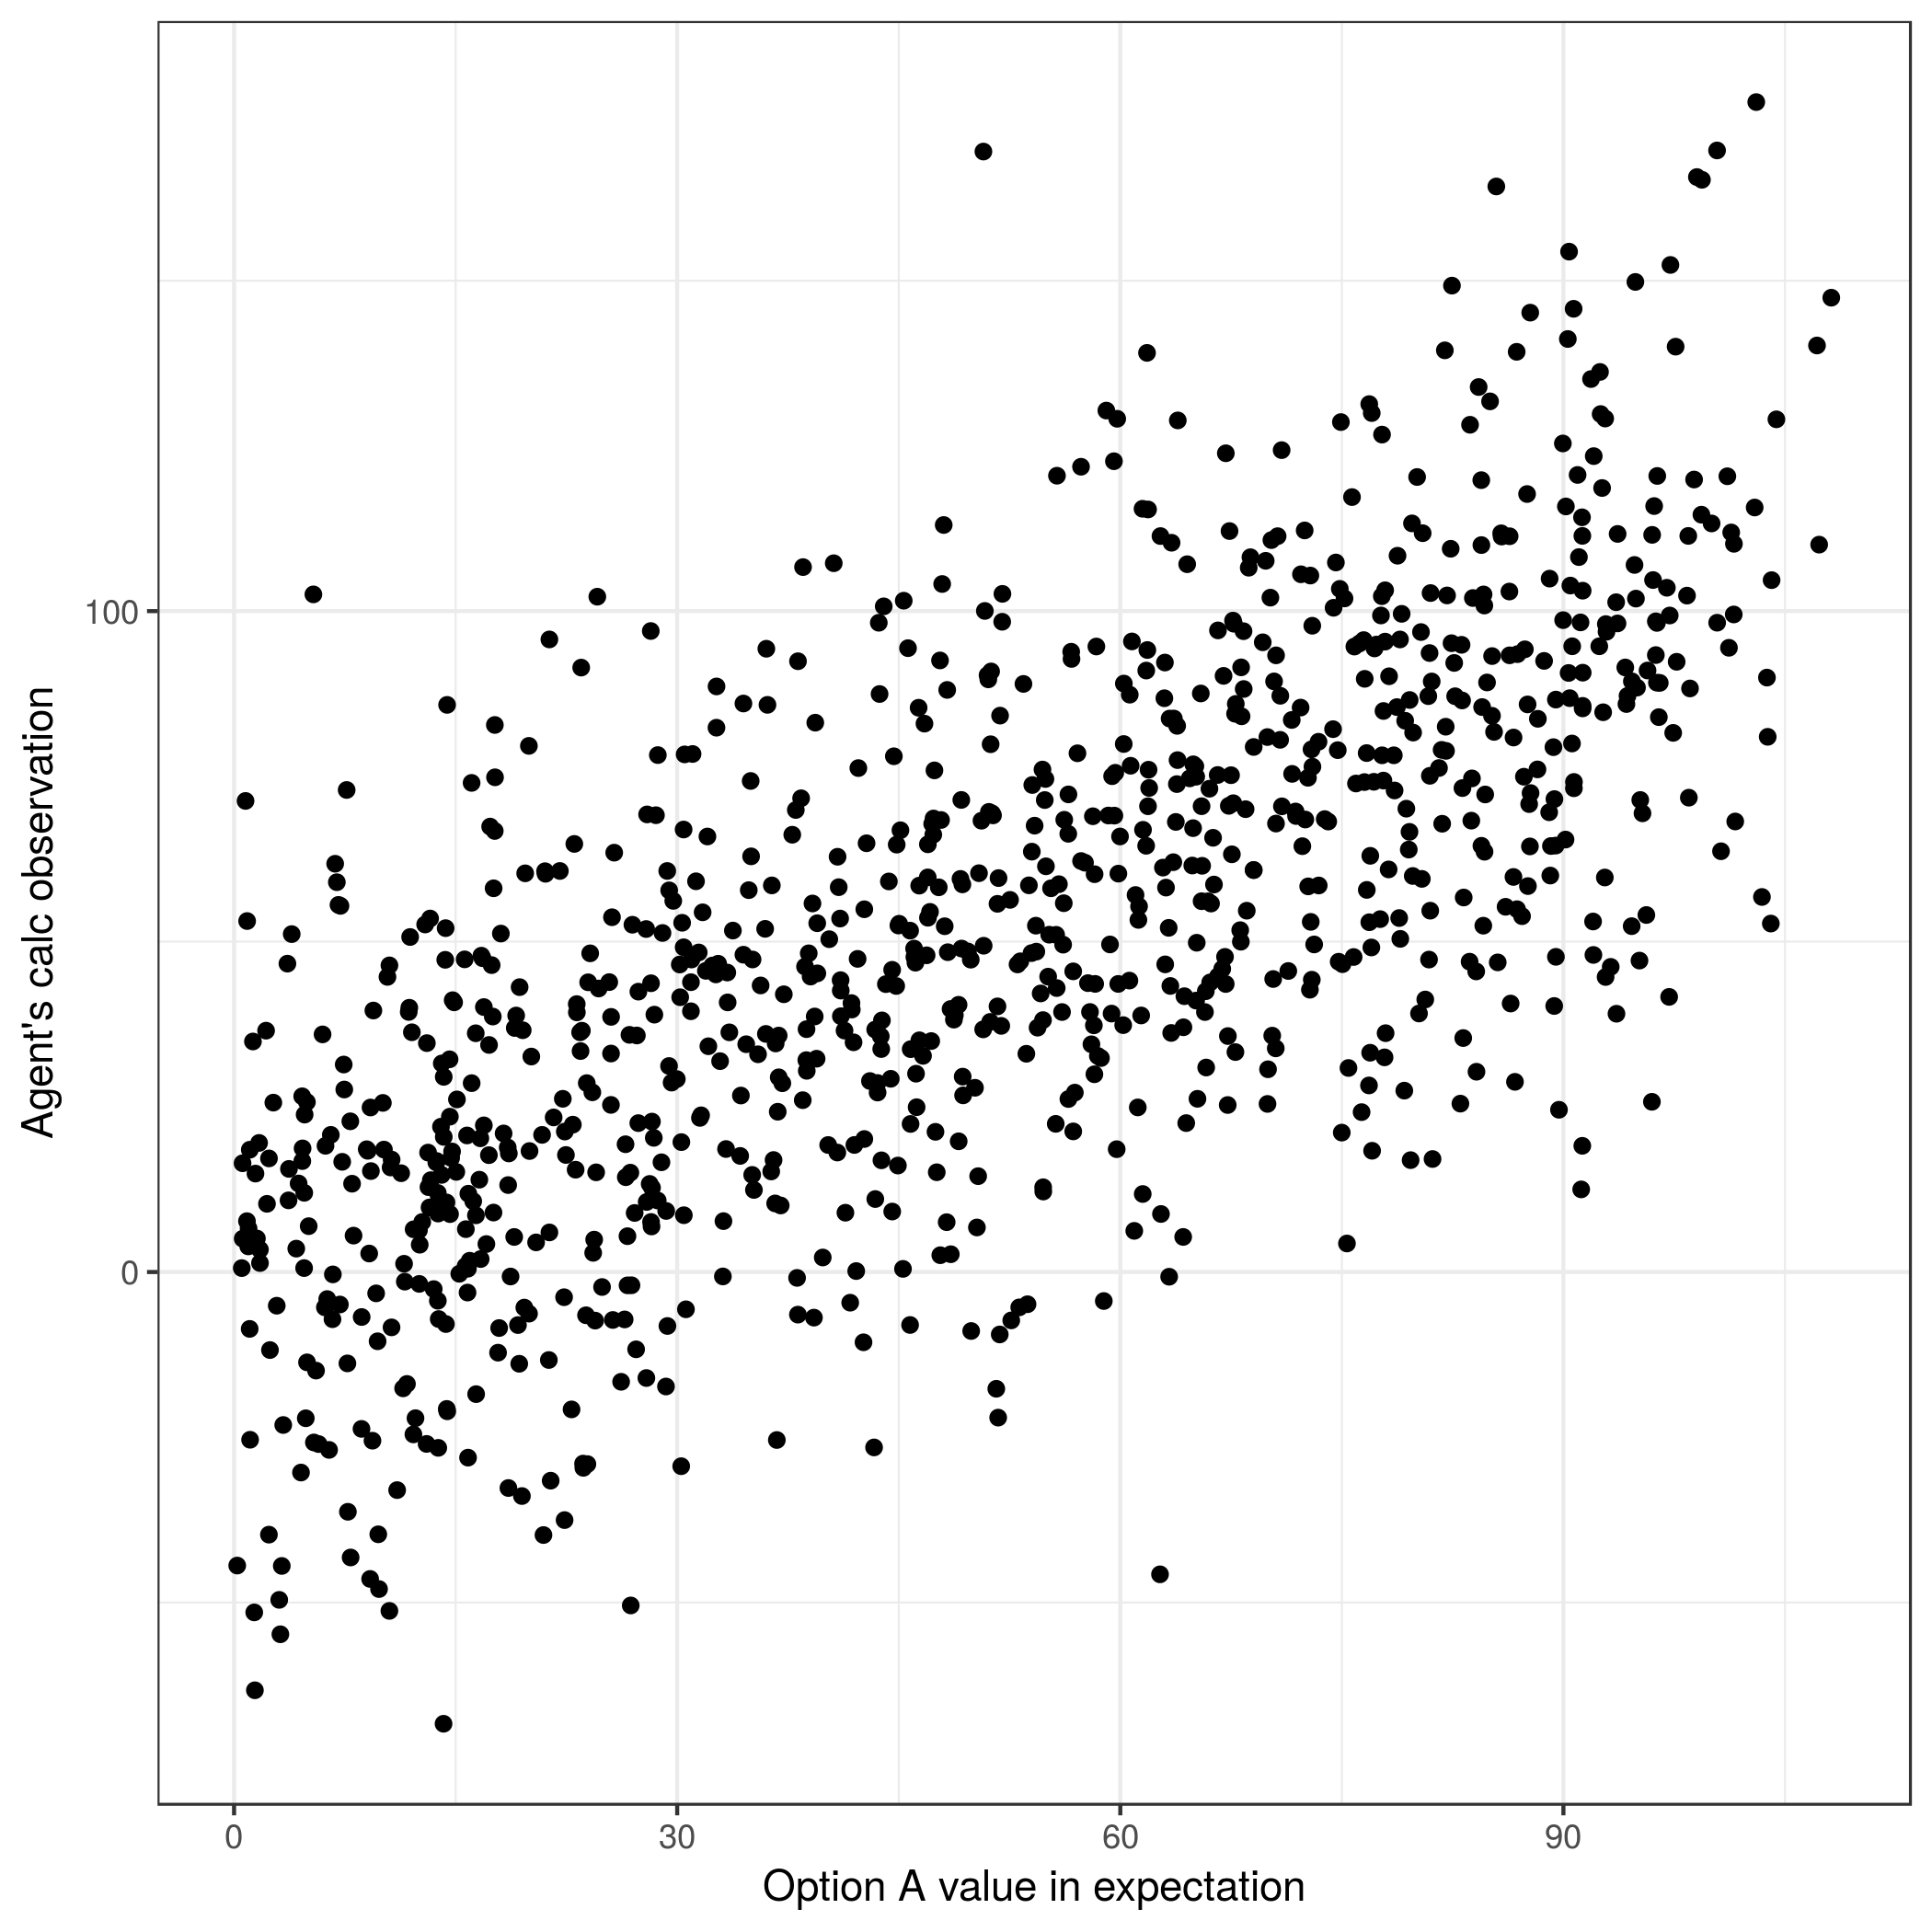 Agent's calc observation
100
0
0 30 60 90
Option A value in expectation